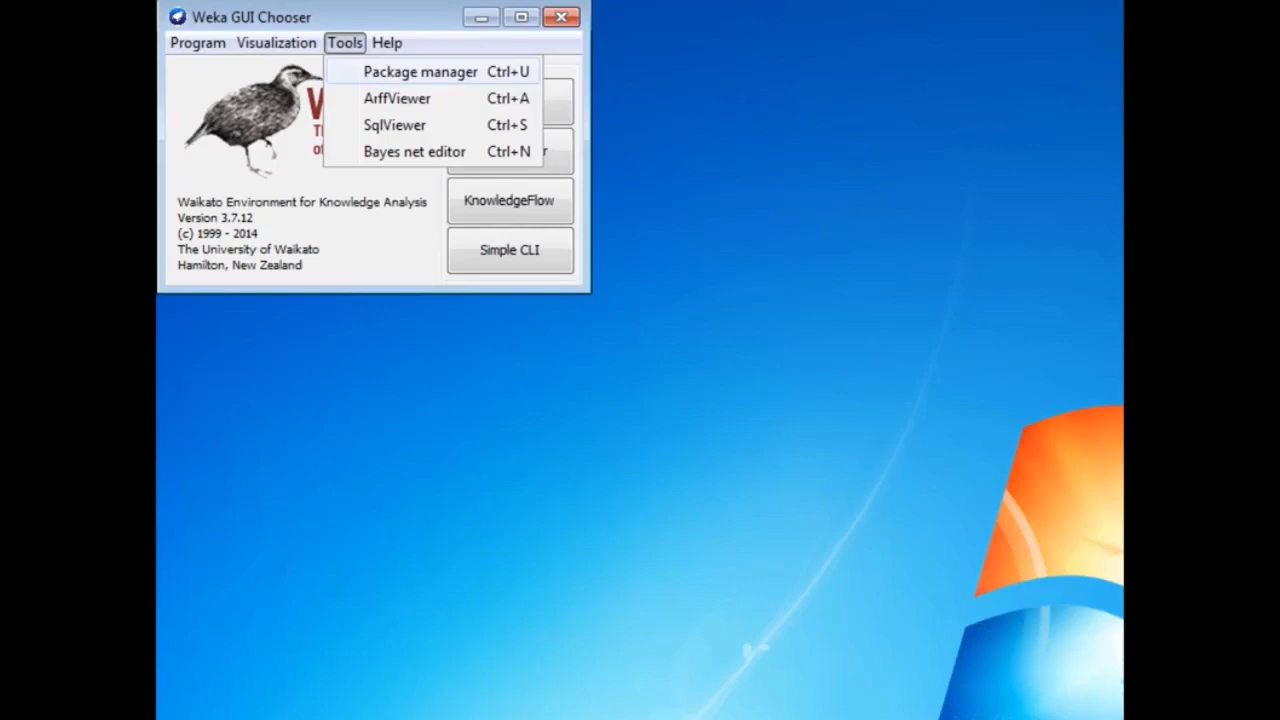 Weka GUI Chooser
Program Visualization Tools Help
Package manager Ctrl+U
ArffViewer Ctrl+A
SqlViewer Ctrl+S
Bayes net editor Ctrl+N
KnowledgeFlow
Simple CLI
Waikato Environment for Knowledge Analysis
Version 3.7.12
(c) 1999 - 2014
The University of Waikato
Hamilton, New Zealand